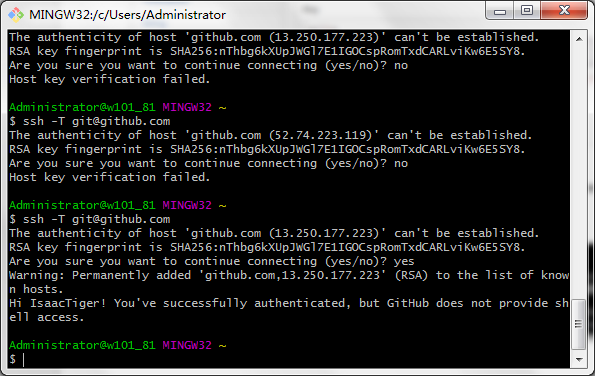 MINGW32:/c/Users/Administrator
The authenticity of host 'github.com (13.250.177.223)' can't be established.
RSA key fingerprint is SHA256:nThbg6kXUpJWGl7E1IGOCspRomTxdCARLviKw6E5SY8.
Are you sure you want to continue connecting (yes/no)? no
Host key verification failed.
Administrator@w101_81 MINGW32 ~
$ ssh -T git@github.com
The authenticity of host 'github.com (52.74.223.119)' can't be established.
RSA key fingerprint is SHA256:nThbg6kXUpJWGl7E1IGOCspRomTxdCARLviKw6E5SY8.
Are you sure you want to continue connecting (yes/no)? no
Host key verification failed.
Administrator@w101_81 MINGW32 ~
$ ssh -T git@github.com
The authenticity of host 'github.com (13.250.177.223)' can't be established.
RSA key fingerprint is SHA256:nThbg6kXUpJWGl7E1IGOCspRomTxdCARLviKw6E5SY8.
Are you sure you want to continue connecting (yes/no)? yes
Warning: Permanently added 'github.com,13.250.177.223' (RSA) to the list of know
n hosts.
Hi IsaacTiger! You've successfully authenticated, but GitHub does not provide sh
ell access.
Administrator@w101_81 MINGW32 ~
$